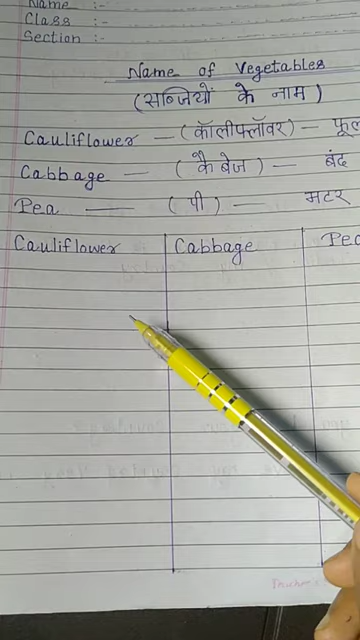 Name :-
Class :-
Section :-
Name of Vegetables
(सब्जियों के नाम)
Cauliflower — (कॉलीफ्लॉवर) —
Cabbage — (कैबेज) — बंद
Pea — (पी) — मटर
Cauliflower Cabbage Pea